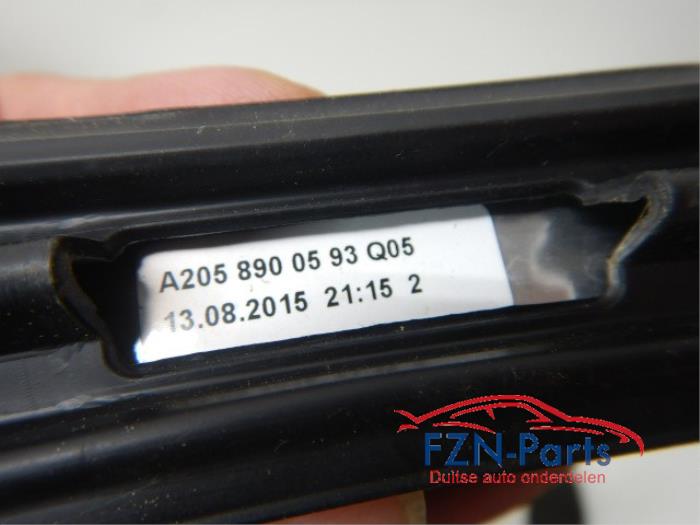 A205 890 05 93 Q05
13.08.2015 21:15 2
FZN-Parts
Duitse auto onderdelen